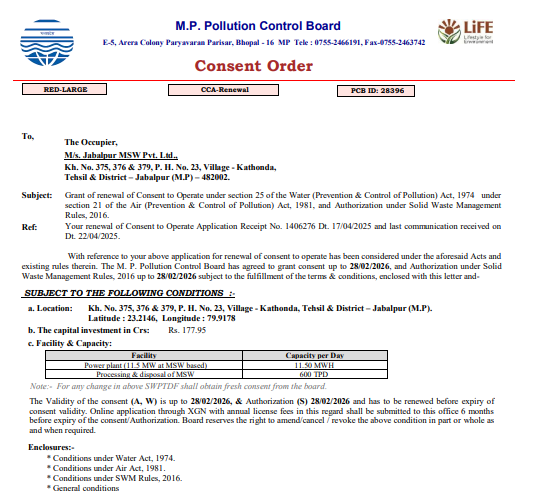 M.P. Pollution Control Board
E-5, Arera Colony Paryavaran Parisar, Bhopal - 16 MP Tele : 0755-2466191, Fax-0755-2463742
LiFE
Lifestyle for
Environment
Consent Order
RED-LARGE
CCA-Renewal
PCB ID: 28396
To,
The Occupier,
M/s. Jabalpur MSW Pvt. Ltd.,
Kh. No. 375, 376 & 379, P. H. No. 23, Village - Kathonda,
Tehsil & District – Jabalpur (M.P) – 482002.
Subject: Grant of renewal of Consent to Operate under section 25 of the Water (Prevention & Control of Pollution) Act, 1974 under
section 21 of the Air (Prevention & Control of Pollution) Act, 1981, and Authorization under Solid Waste Management
Rules, 2016.
Ref: Your renewal of Consent to Operate Application Receipt No. 1406276 Dt. 17/04/2025 and last communication received on
Dt. 22/04/2025.
With reference to your above application for renewal of consent to operate has been considered under the aforesaid Acts and
existing rules therein. The M. P. Pollution Control Board has agreed to grant consent up to 28/02/2026, and Authorization under Solid
Waste Management Rules, 2016 up to 28/02/2026 subject to the fulfillment of the terms & conditions, enclosed with this letter and-
SUBJECT TO THE FOLLOWING CONDITIONS :-
a. Location: Kh. No. 375, 376 & 379, P. H. No. 23, Village - Kathonda, Tehsil & District – Jabalpur (M.P).
Latitude : 23.2146, Longitude : 79.9178
b. The capital investment in Crs: Rs. 177.95
c. Facility & Capacity:
Facility Capacity per Day
Power plant (11.5 MW at MSW based) 11.50 MWH
Processing & disposal of MSW 600 TPD
Note:- For any change in above SWPTDF shall obtain fresh consent from the board.
The Validity of the consent (A, W) is up to 28/02/2026, & Authorization (S) 28/02/2026 and has to be renewed before expiry of
consent validity. Online application through XGN with annual license fees in this regard shall be submitted to this office 6 months
before expiry of the consent/Authorization. Board reserves the right to amend/cancel / revoke the above condition in part or whole as
and when required.
Enclosures:-
* Conditions under Water Act, 1974.
* Conditions under Air Act, 1981.
* Conditions under SWM Rules, 2016.
* General conditions